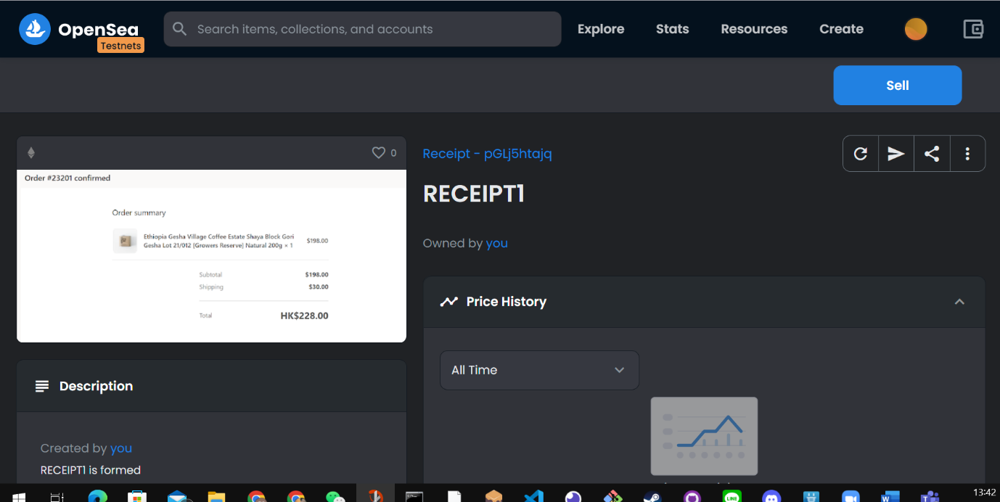 OpenSea
Testnets
Search items, collections, and accounts
Explore
Stats
Resources
Create
Sell
0
Order #23201 confirmed
Order summary
Ethiopia Gesha Village Coffee Estate Shaya Block Gori
Gesha Lot 21/012 [Growers Reserve] Natural 200g × 1
$198.00
Subtotal $198.00
Shipping $30.00
Total HK$228.00
Description
Created by you
RECEIPT1 is formed
Receipt - pGLj5htajq
RECEIPT1
Owned by you
Price History
All Time
LINE
13:42